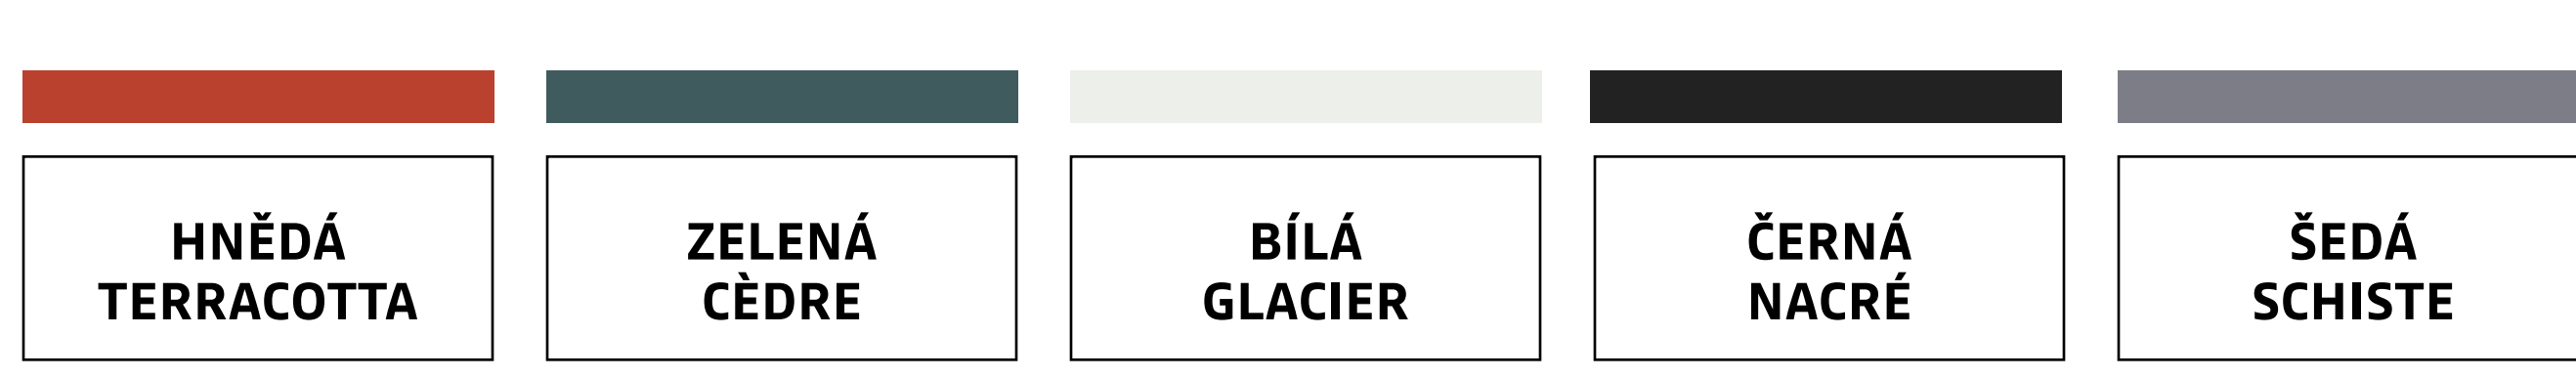 HNĚDÁ
TERRACOTTA
ZELENÁ
CÈDRE
BÍLÁ
GLACIER
ČERNÁ
NACRÉ
ŠEDÁ
SCHISTE